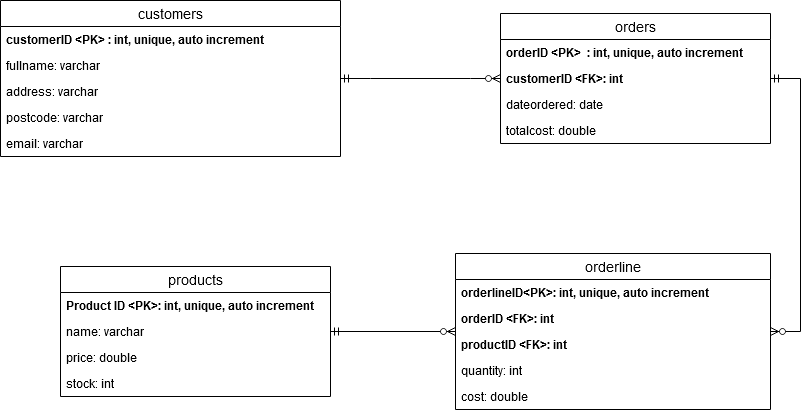 customers
customerID <PK> : int, unique, auto increment
fullname: varchar
address: varchar
postcode: varchar
email: varchar
orders
orderID <PK>  : int, unique, auto increment
customerID <FK>: int
dateordered: date
totalcost: double
products
Product ID <PK>: int, unique, auto increment
name: varchar
price: double
stock: int
orderline
orderlineID<PK>: int, unique, auto increment
orderID <FK>: int
productID <FK>: int
quantity: int
cost: double